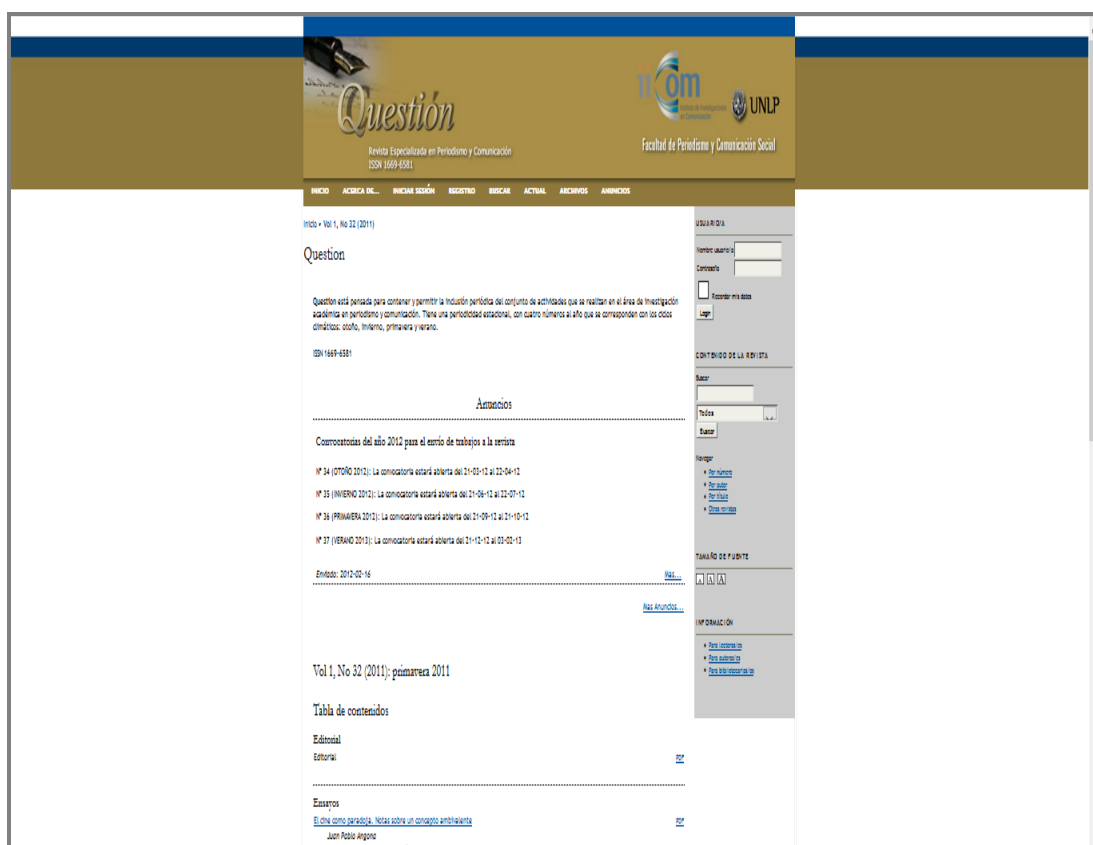 Questión
Revista Especializada en Periodismo y Comunicación
ISSN 1669-6581
iicom
Instituto de Investigaciones
en Comunicación
UNLP
Facultad de Periodismo y Comunicación Social
INICIO ACERCA DE... INICIAR SESIÓN REGISTRO BUSCAR ACTUAL ARCHIVOS ANUNCIOS
Inicio > Vol 1, No 32 (2011)
Question
Question está pensada para contener y permitir la inclusión periódica del conjunto de actividades que se realizan en el área de investigación
académica en periodismo y comunicación. Tiene una periodicidad estacional, con cuatro números al año que se corresponden con los ciclos
climáticos: otoño, invierno, primavera y verano.
ISSN 1669-6581
Anuncios
Convocatorias del año 2012 para el envío de trabajos a la revista
Nº 34 (OTOÑO 2012): La convocatoria estará abierta del 21-03-12 al 22-04-12
Nº 35 (INVIERNO 2012): La convocatoria estará abierta del 21-06-12 al 22-07-12
Nº 36 (PRIMAVERA 2012): La convocatoria estará abierta del 21-09-12 al 21-10-12
Nº 37 (VERANO 2013): La convocatoria estará abierta del 21-12-12 al 03-02-13
Enviado: 2012-02-16
Mas...
Mas Anuncios...
Vol 1, No 32 (2011): primavera 2011
Tabla de contenidos
Editorial
Editorial PDF
Ensayos
El cine como paradoja. Notas sobre un concepto ambivalente PDF
Juan Pablo Angona
USUARIO/A
Nombre usuario/a
Contraseña
Recordar mis datos
Login
CONTENIDO DE LA REVISTA
Buscar
Todos
Buscar
Navegar
Por número
Por autor
Por título
Otras revistas
TAMAÑO DE FUENTE
A A A
INFORMACIÓN
Para lectores/as
Para autores/as
Para bibliotecarios/as